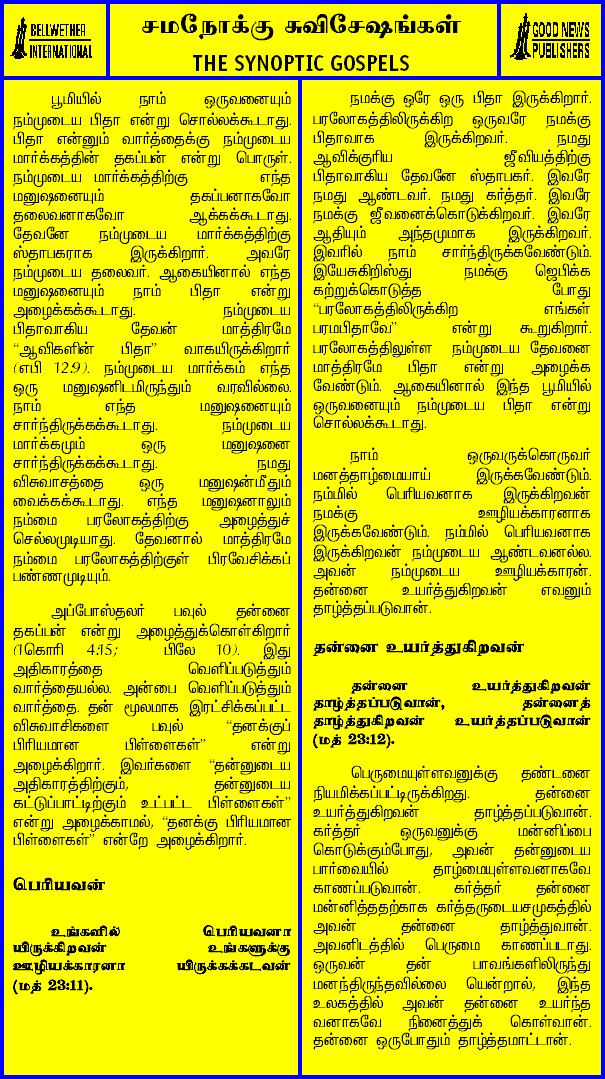 BELLWETHER
INTERNATIONAL
சமநோக்கு சுவிசேஷங்கள்
THE SYNOPTIC GOSPELS
GOOD NEWS
PUBLISHERS
பூமியில் நாம் ஒருவனையும்
நம்முடைய பிதா என்று சொல்லக்கூடாது.
பிதா என்னும் வார்த்தைக்கு நம்முடைய
மார்க்கத்தின் தகப்பன் என்று பொருள்.
நம்முடைய மார்க்கத்திற்கு எந்த
மனுஷனையும் தகப்பனாகவோ
தலைவனாகவோ ஆக்கக்கூடாது.
தேவனே நம்முடைய மார்க்கத்திற்கு
ஸ்தாபகராக இருக்கிறார். அவரே
நம்முடைய தலைவர். ஆகையினால் எந்த
மனுஷனையும் நாம் பிதா என்று
அழைக்கக்கூடாது. நம்முடைய
பிதாவாகிய தேவன் மாத்திரமே
“ஆவிகளின் பிதா” வாகயிருக்கிறார்
(எபி 12:9). நம்முடைய மார்க்கம் எந்த
ஒரு மனுஷனிடமிருந்தும் வரவில்லை.
நாம் எந்த மனுஷனையும்
சார்ந்திருக்கக்கூடாது. நம்முடைய
மார்க்கமும் ஒரு மனுஷனை
சார்ந்திருக்கக்கூடாது. நமது
விசுவாசத்தை ஒரு மனுஷன்மீதும்
வைக்கக்கூடாது. எந்த மனுஷனாலும்
நம்மை பரலோகத்திற்கு அழைத்துச்
செல்லமுடியாது. தேவனால் மாத்திரமே
நம்மை பரலோகத்திற்குள் பிரவேசிக்கப்
பண்ணமுடியும்.
அப்போஸ்தலர் பவுல் தன்னை
தகப்பன் என்று அழைத்துக்கொள்கிறார்
(1கொரி 4:15; பிலே 10). இது
அதிகாரத்தை வெளிப்படுத்தும்
வார்த்தையல்ல. அன்பை வெளிப்படுத்தும்
வார்த்தை. தன் மூலமாக இரட்சிக்கப்பட்ட
விசுவாசிகளை பவுல் “தனக்குப்
பிரியமான பிள்ளைகள்” என்று
அழைக்கிறார். இவர்களை “தன்னுடைய
அதிகாரத்திற்கும், தன்னுடைய
கட்டுப்பாட்டிற்கும் உட்பட்ட பிள்ளைகள்”
என்று அழைக்காமல், “தனக்கு பிரியமான
பிள்ளைகள்” என்றே அழைக்கிறார்.
பெரியவன்
உங்களில் பெரியவனா
யிருக்கிறவன் உங்களுக்கு
ஊழியக்காரனா யிருக்கக்கடவன்
(மத் 23:11).
நமக்கு ஒரே ஒரு பிதா இருக்கிறார்.
பரலோகத்திலிருக்கிற ஒருவரே நமக்கு
பிதாவாக இருக்கிறவர். நமது
ஆவிக்குரிய ஜீவியத்திற்கு
பிதாவாகிய தேவனே ஸ்தாபகர். இவரே
நமது ஆண்டவர். நமது கர்த்தர். இவரே
நமக்கு ஜீவனைக்கொடுக்கிறவர். இவரே
ஆதியும் அந்தமுமாக இருக்கிறவர்.
இவரில் நாம் சார்ந்திருக்கவேண்டும்.
இயேசுகிறிஸ்து நமக்கு ஜெபிக்க
கற்றுக்கொடுத்த போது
“பரலோகத்திலிருக்கிற எங்கள்
பரமபிதாவே” என்று கூறுகிறார்.
பரலோகத்திலுள்ள நம்முடைய தேவனை
மாத்திரமே பிதா என்று அழைக்க
வேண்டும். ஆகையினால் இந்த பூமியில்
ஒருவனையும் நம்முடைய பிதா என்று
சொல்லக்கூடாது.
நாம் ஒருவருக்கொருவர்
மனத்தாழ்மையாய் இருக்கவேண்டும்.
நம்மில் பெரியவனாக இருக்கிறவன்
நமக்கு ஊழியக்காரனாக
இருக்கவேண்டும். நம்மில் பெரியவனாக
இருக்கிறவன் நம்முடைய ஆண்டவனல்ல.
அவன் நம்முடைய ஊழியக்காரன்.
தன்னை உயர்த்துகிறவன் எவனும்
தாழ்த்தப்படுவான்.
தன்னை உயர்த்துகிறவன்
தன்னை உயர்த்துகிறவன்
தாழ்த்தப்படுவான், தன்னைத்
தாழ்த்துகிறவன் உயர்த்தப்படுவான்
(மத் 23:12).
பெருமையுள்ளவனுக்கு தண்டனை
நியமிக்கப்பட்டிருக்கிறது. தன்னை
உயர்த்துகிறவன் தாழ்த்தப்படுவான்.
கர்த்தர் ஒருவனுக்கு மன்னிப்பை
கொடுக்கும்போது, அவன் தன்னுடைய
பார்வையில் தாழ்மையுள்ளவனாகவே
காணப்படுவான். கர்த்தர் தன்னை
மன்னித்ததற்காக கர்த்தருடையசமுகத்தில்
அவன் தன்னை தாழ்த்துவான்.
அவனிடத்தில் பெருமை காணப்படாது.
ஒருவன் தன் பாவங்களிலிருந்து
மனந்திருந்தவில்லை யென்றால், இந்த
உலகத்தில் அவன் தன்னை உயர்ந்த
வனாகவே நினைத்துக் கொள்வான்.
தன்னை ஒருபோதும் தாழ்த்தமாட்டான்.